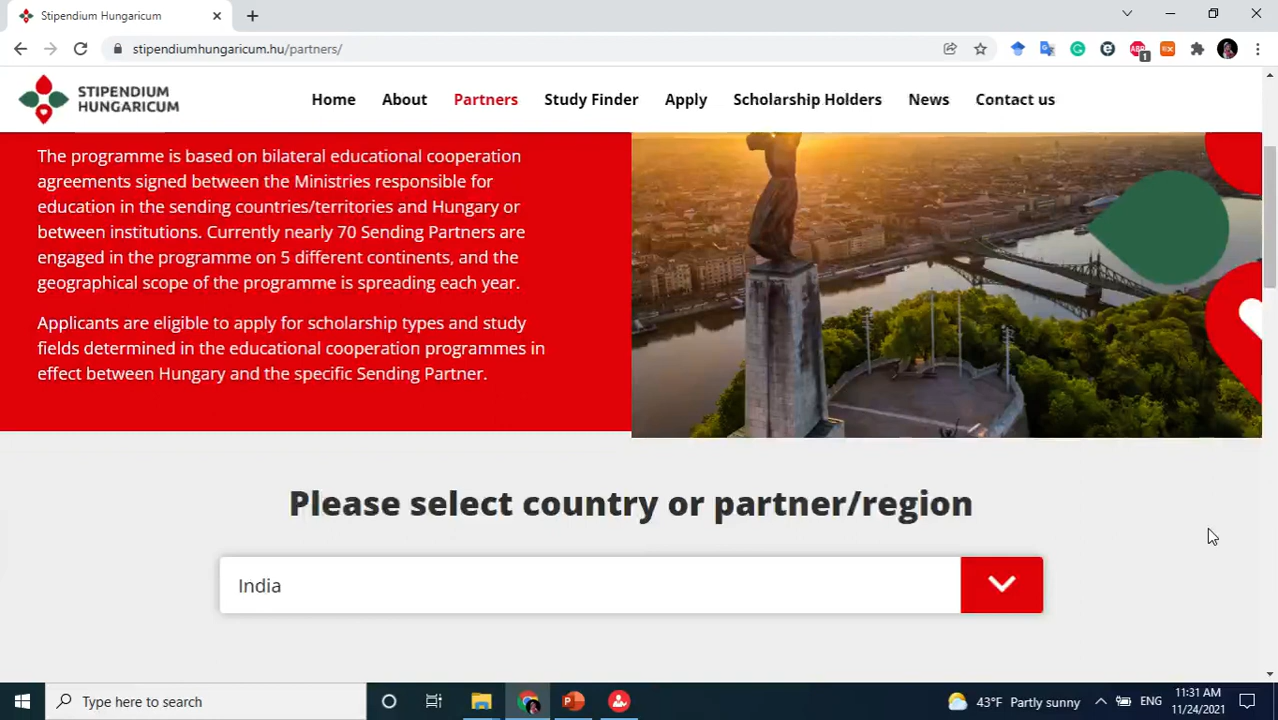 Stipendium Hungaricum
stipendiumhungaricum.hu/partners/
ABP
1
STIPENDIUM
HUNGARICUM
Home
About
Partners
Study Finder
Apply
Scholarship Holders
News
Contact us
The programme is based on bilateral educational cooperation
agreements signed between the Ministries responsible for
education in the sending countries/territories and Hungary or
between institutions. Currently nearly 70 Sending Partners are
engaged in the programme on 5 different continents, and the
geographical scope of the programme is spreading each year.
Applicants are eligible to apply for scholarship types and study
fields determined in the educational cooperation programmes in
effect between Hungary and the specific Sending Partner.
Please select country or partner/region
India
Type here to search
43°F Partly sunny
ENG
11:31 AM
11/24/2021